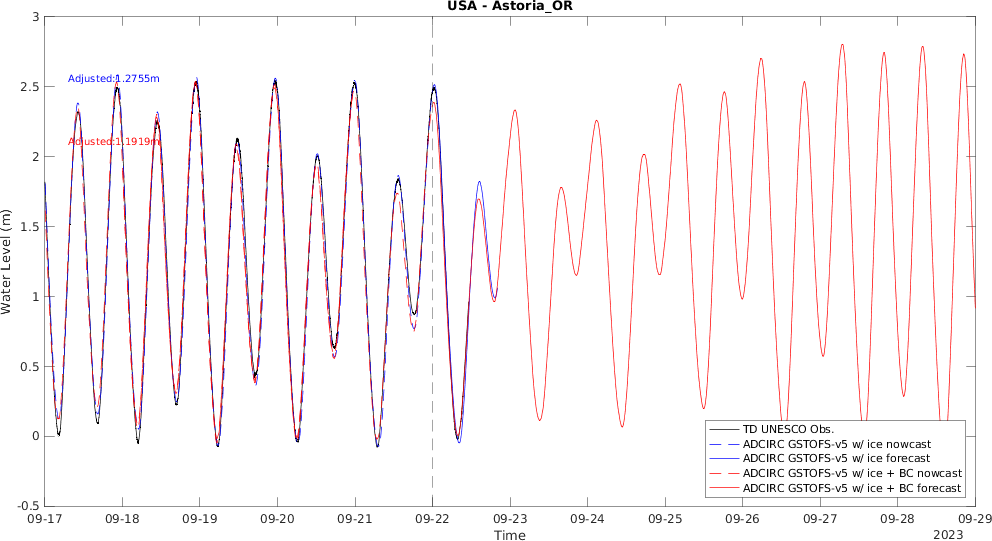 USA - Astoria_OR
3
2.5
2
1.5
1
0.5
0
-0.5
Water Level (m)
Adjusted:1.2755m
Adjusted:1.1919m
TD UNESCO Obs.
ADCIRC GSTOFS-v5 w/ ice nowcast
ADCIRC GSTOFS-v5 w/ ice forecast
ADCIRC GSTOFS-v5 w/ ice + BC nowcast
ADCIRC GSTOFS-v5 w/ ice + BC forecast
09-17 09-18 09-19 09-20 09-21 09-22 09-23 09-24 09-25 09-26 09-27 09-28 09-29
Time
2023